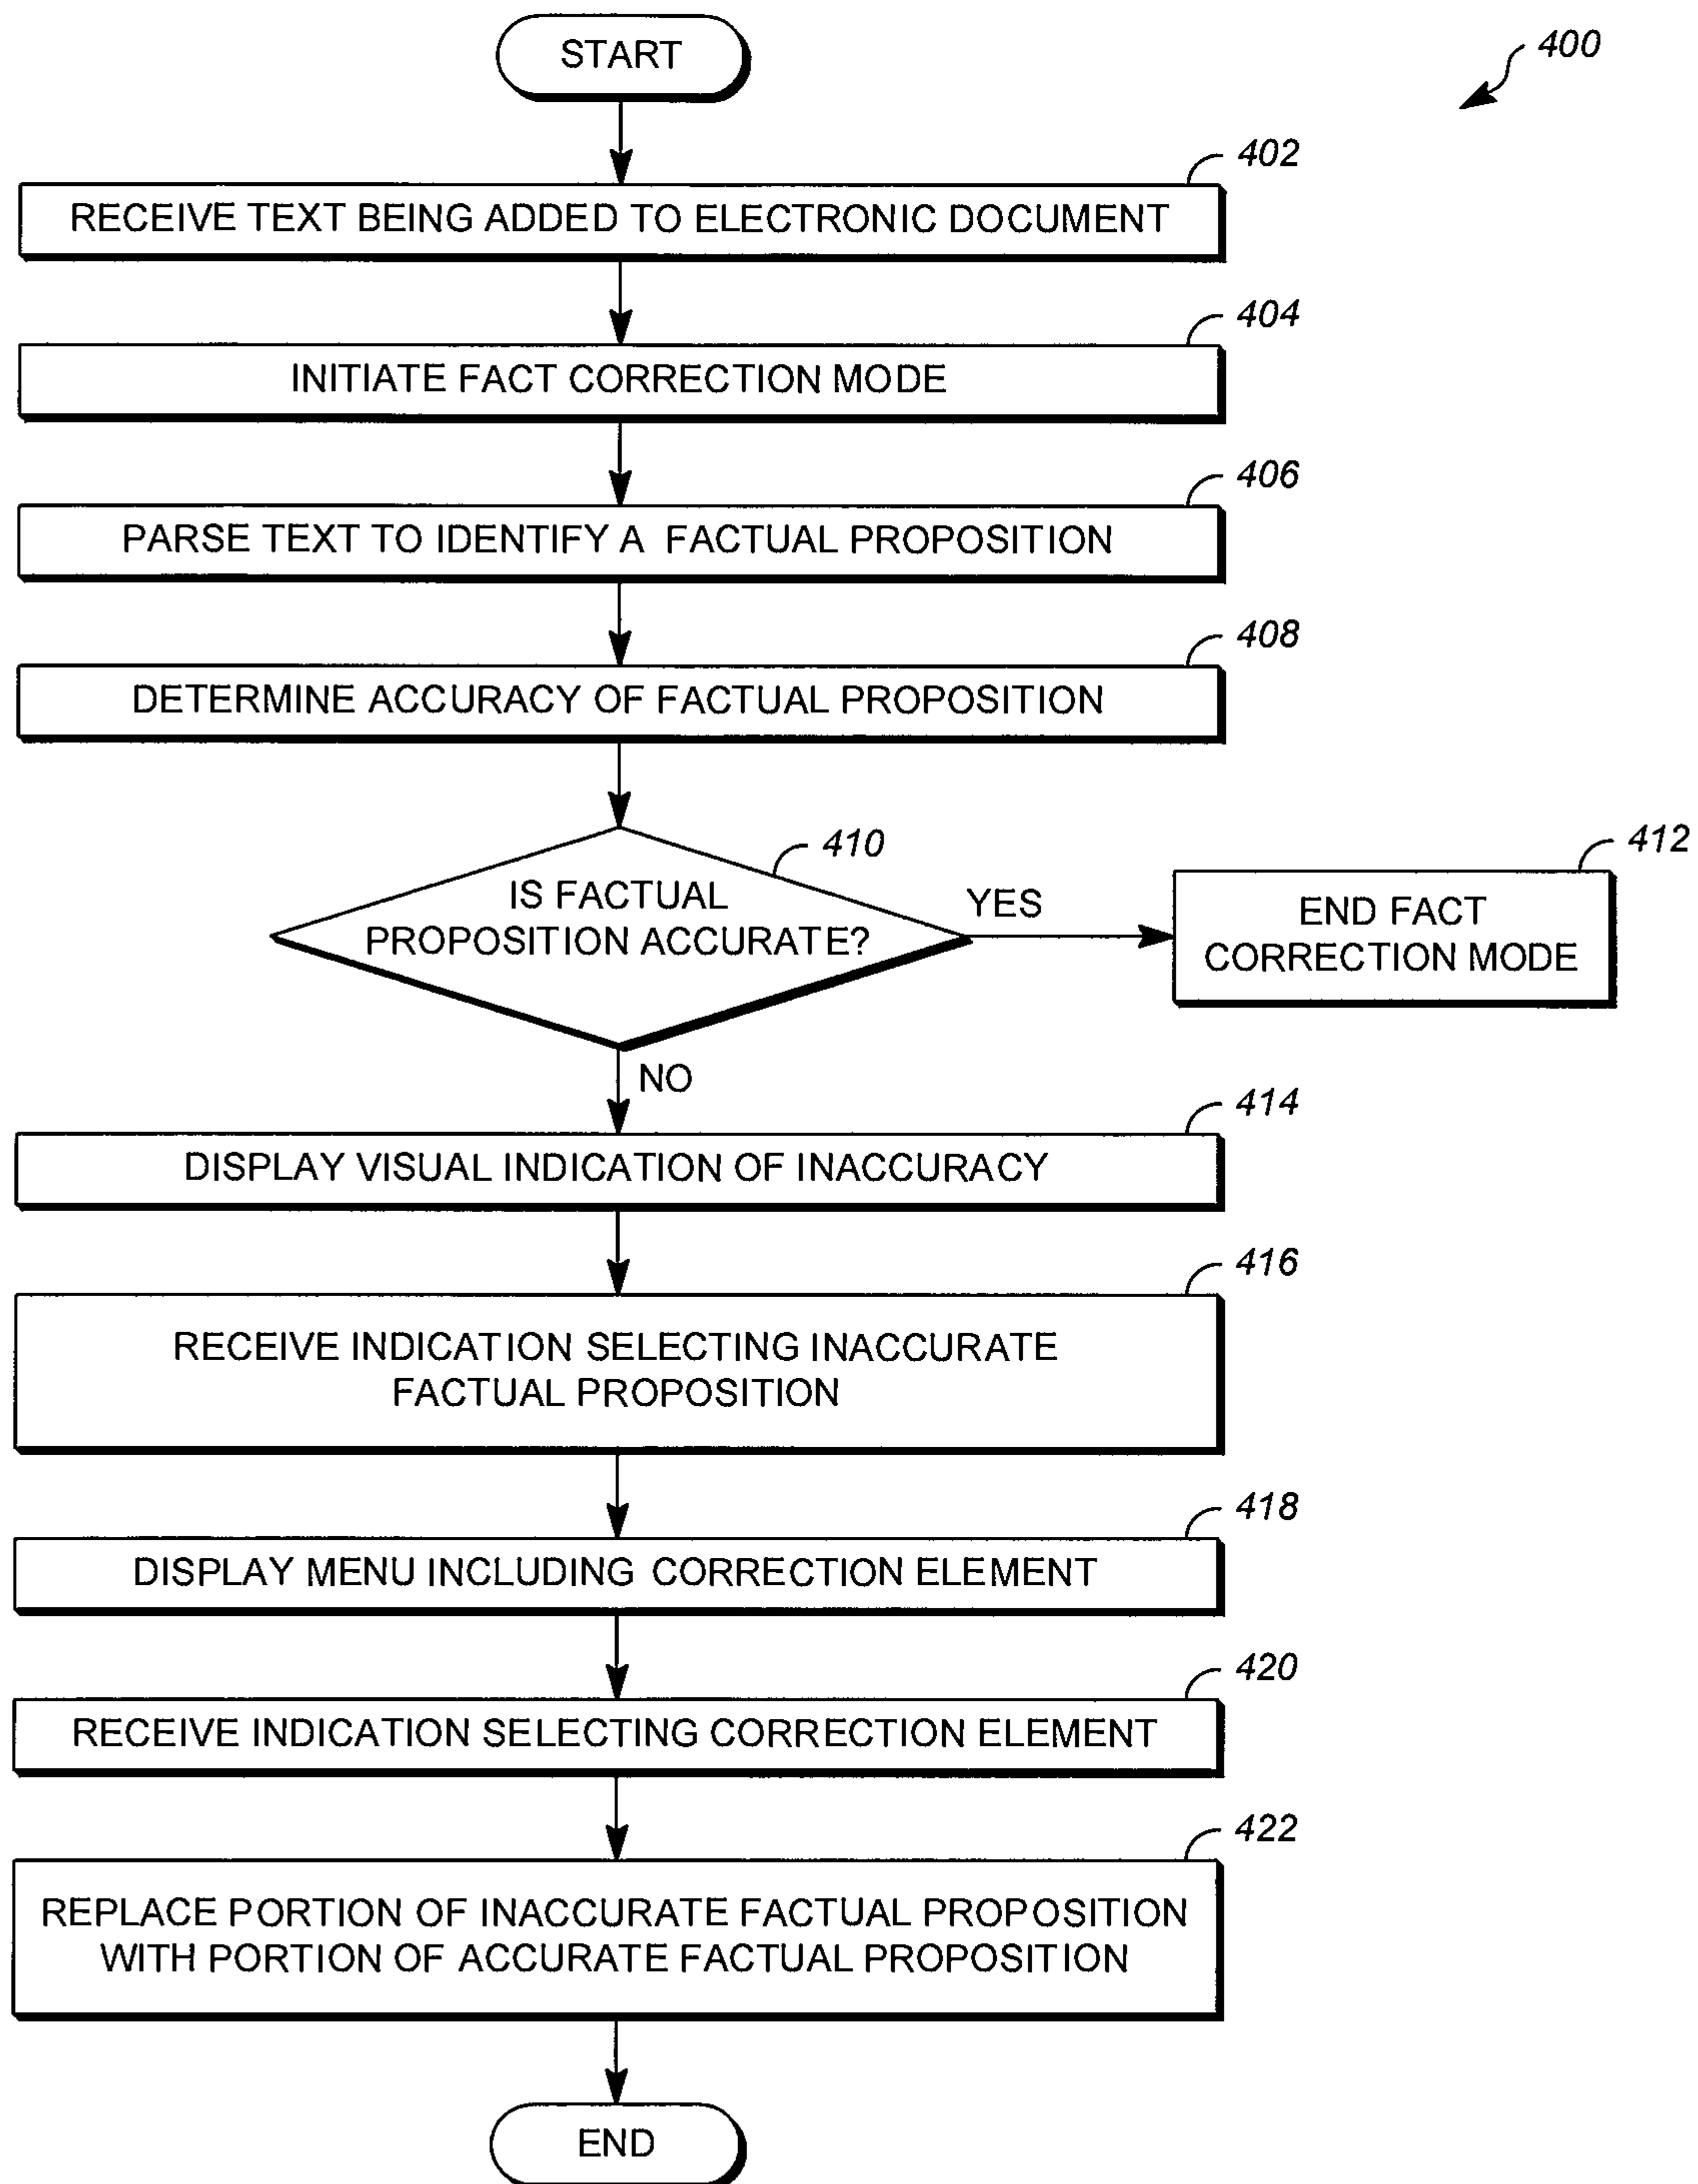 START
400
402
RECEIVE TEXT BEING ADDED TO ELECTRONIC DOCUMENT
404
INITIATE FACT CORRECTION MODE
406
PARSE TEXT TO IDENTIFY A FACTUAL PROPOSITION
408
DETERMINE ACCURACY OF FACTUAL PROPOSITION
410
IS FACTUAL
PROPOSITION ACCURATE?
YES
412
END FACT
CORRECTION MODE
NO
414
DISPLAY VISUAL INDICATION OF INACCURACY
416
RECEIVE INDICATION SELECTING INACCURATE
FACTUAL PROPOSITION
418
DISPLAY MENU INCLUDING CORRECTION ELEMENT
420
RECEIVE INDICATION SELECTING CORRECTION ELEMENT
422
REPLACE PORTION OF INACCURATE FACTUAL PROPOSITION
WITH PORTION OF ACCURATE FACTUAL PROPOSITION
END